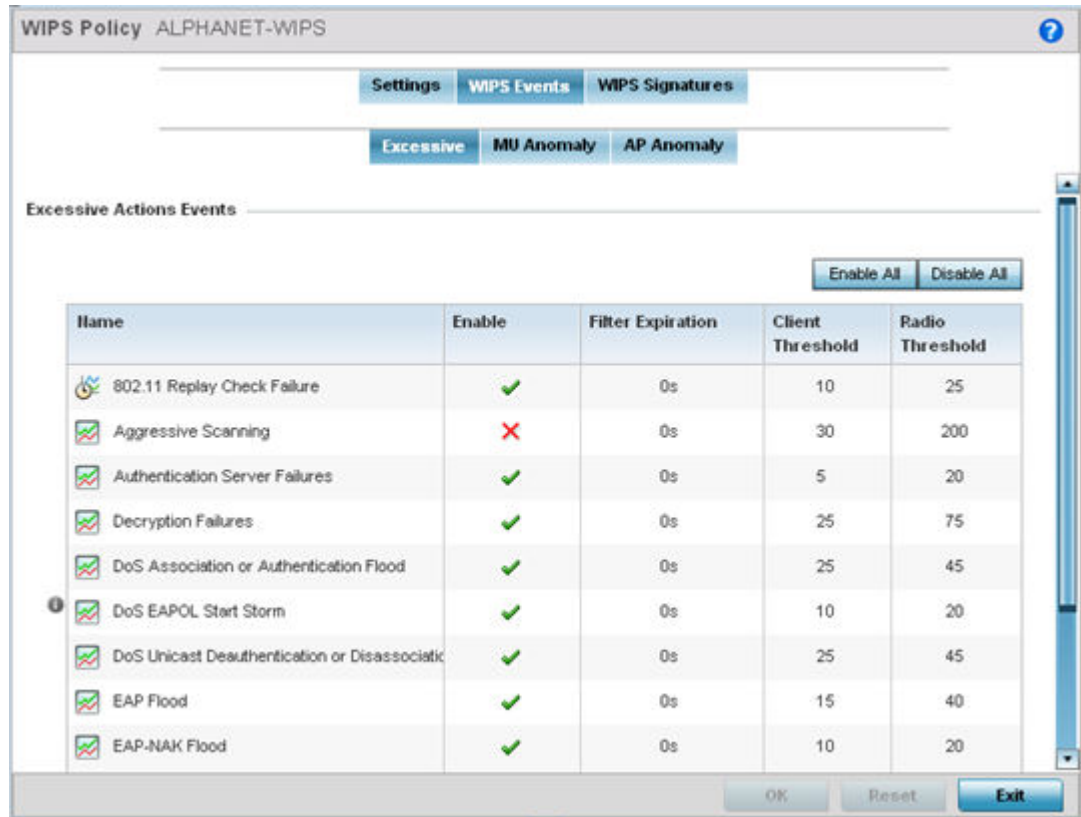 WIPS Policy ALPHANET-WIPS
?
Settings WIPS Events WIPS Signatures
Excessive MU Anomaly AP Anomaly
Excessive Actions Events
Enable All Disable All
Name Enable Filter Expiration Client Threshold Radio Threshold
802.11 Replay Check Failure 0s 10 25
Aggressive Scanning 0s 30 200
Authentication Server Failures 0s 5 20
Decryption Failures 0s 25 75
DoS Association or Authentication Flood 0s 25 45
DoS EAPOL Start Storm 0s 10 20
DoS Unicast Deauthentication or Disassociatic 0s 25 45
EAP Flood 0s 15 40
EAP-NAK Flood 0s 10 20
OK Reset Exit